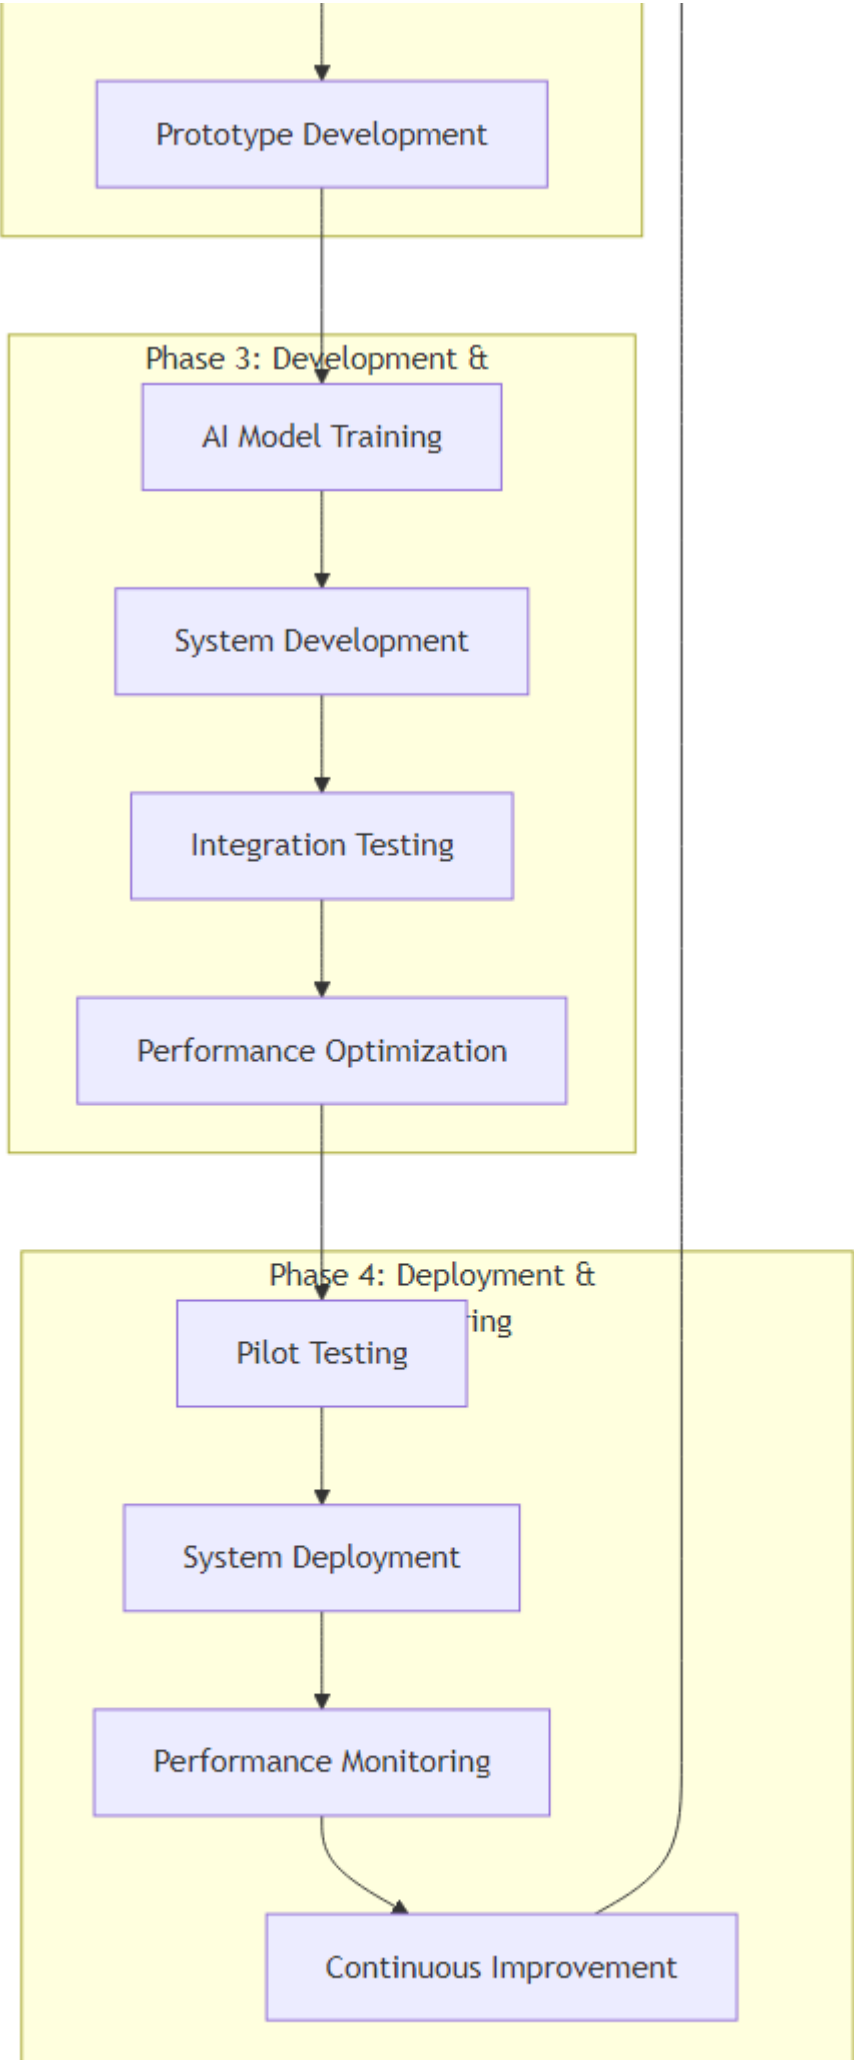 Prototype Development
Phase 3: Development &
AI Model Training
System Development
Integration Testing
Performance Optimization
Phase 4: Deployment &
Pilot Testing
System Deployment
Performance Monitoring
Continuous Improvement